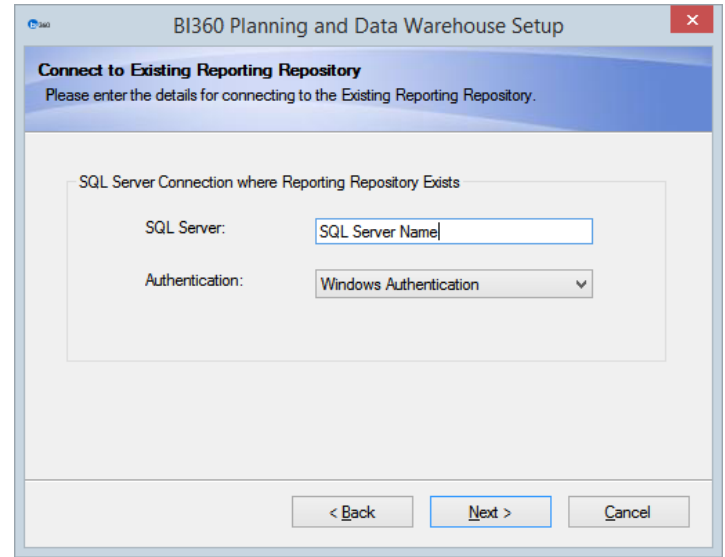 BI360 Planning and Data Warehouse Setup
Connect to Existing Reporting Repository
Please enter the details for connecting to the Existing Reporting Repository.
SQL Server Connection where Reporting Repository Exists
SQL Server: SQL Server Name
Authentication: Windows Authentication
< Back Next > Cancel